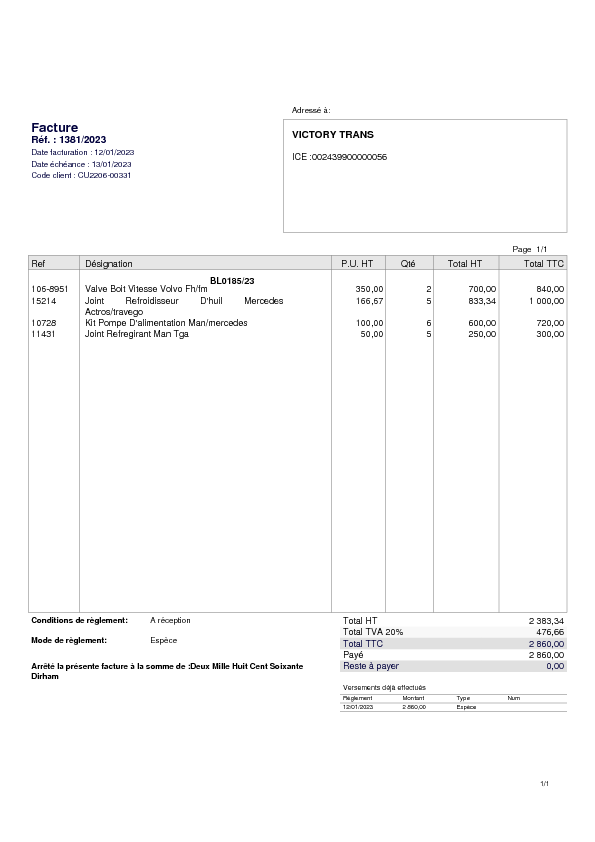 Adressé à:
Facture
Réf. : 1381/2023
Date facturation : 12/01/2023
Date échéance : 13/01/2023
Code client : CU2206-00331
VICTORY TRANS
ICE :002439900000056
Page 1/1
Ref Désignation P.U. HT Qté Total HT Total TTC
BL0185/23
106-8951 Valve Boit Vitesse Volvo Fh/fm 350,00 2 700,00 840,00
15214 Joint Refroidisseur D'huil Mercedes 166,67 5 833,34 1 000,00
Actros/travego
10728 Kit Pompe D'alimentation Man/mercedes 100,00 6 600,00 720,00
11431 Joint Refregirant Man Tga 50,00 5 250,00 300,00
Conditions de règlement: A réception
Mode de règlement: Espèce
Arrêté la présente facture à la somme de :Deux Mille Huit Cent Soixante
Dirham
Total HT 2 383,34
Total TVA 20% 476,66
Total TTC 2 860,00
Payé 2 860,00
Reste à payer 0,00
Versements déjà effectués
Règlement Montant Type Num
12/01/2023 2 860,00 Espèce
1/1